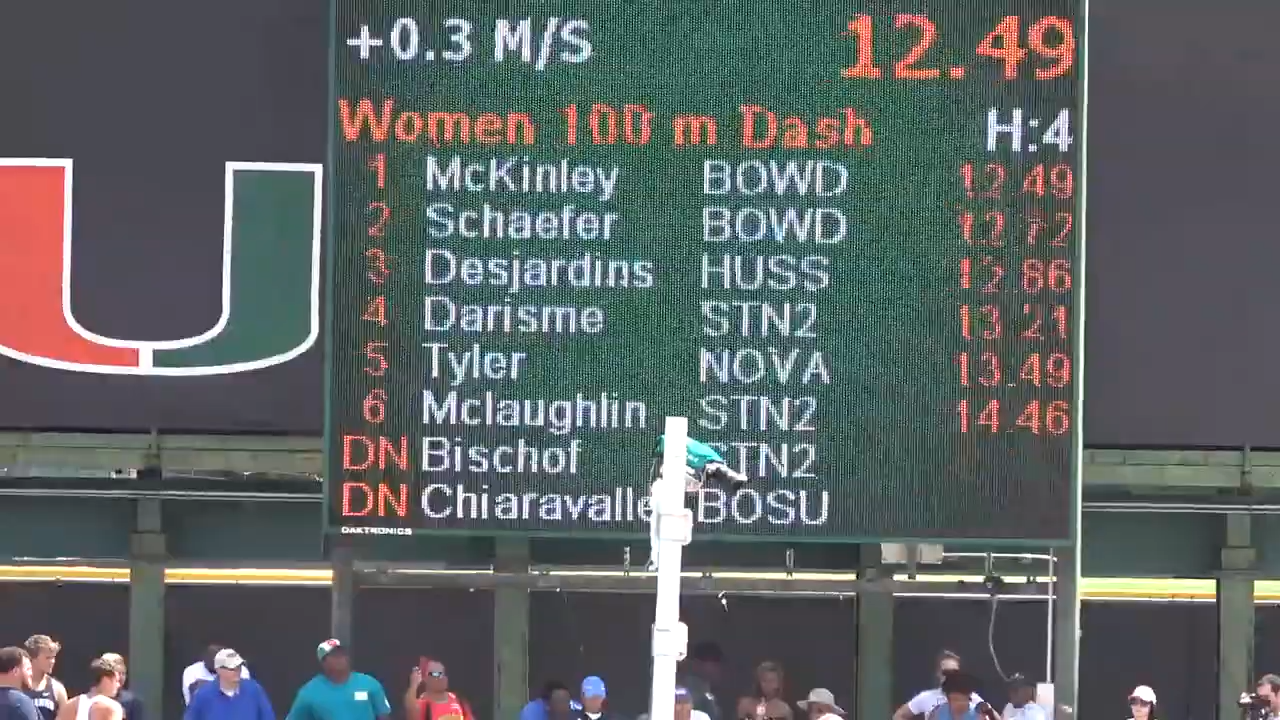 +0.3 M/S 12.49
Women 100 m Dash H:4
1 McKinley BOWD 12.49
2 Schaefer BOWD 12.72
3 Desjardins HUSS 12.86
4 Darisme STN2 13.21
5 Tyler NOVA 13.49
6 Mclaughlin STN2 14.46
DN Bischof STN2
DN Chiaravalle BOSU
DAKTRONICS